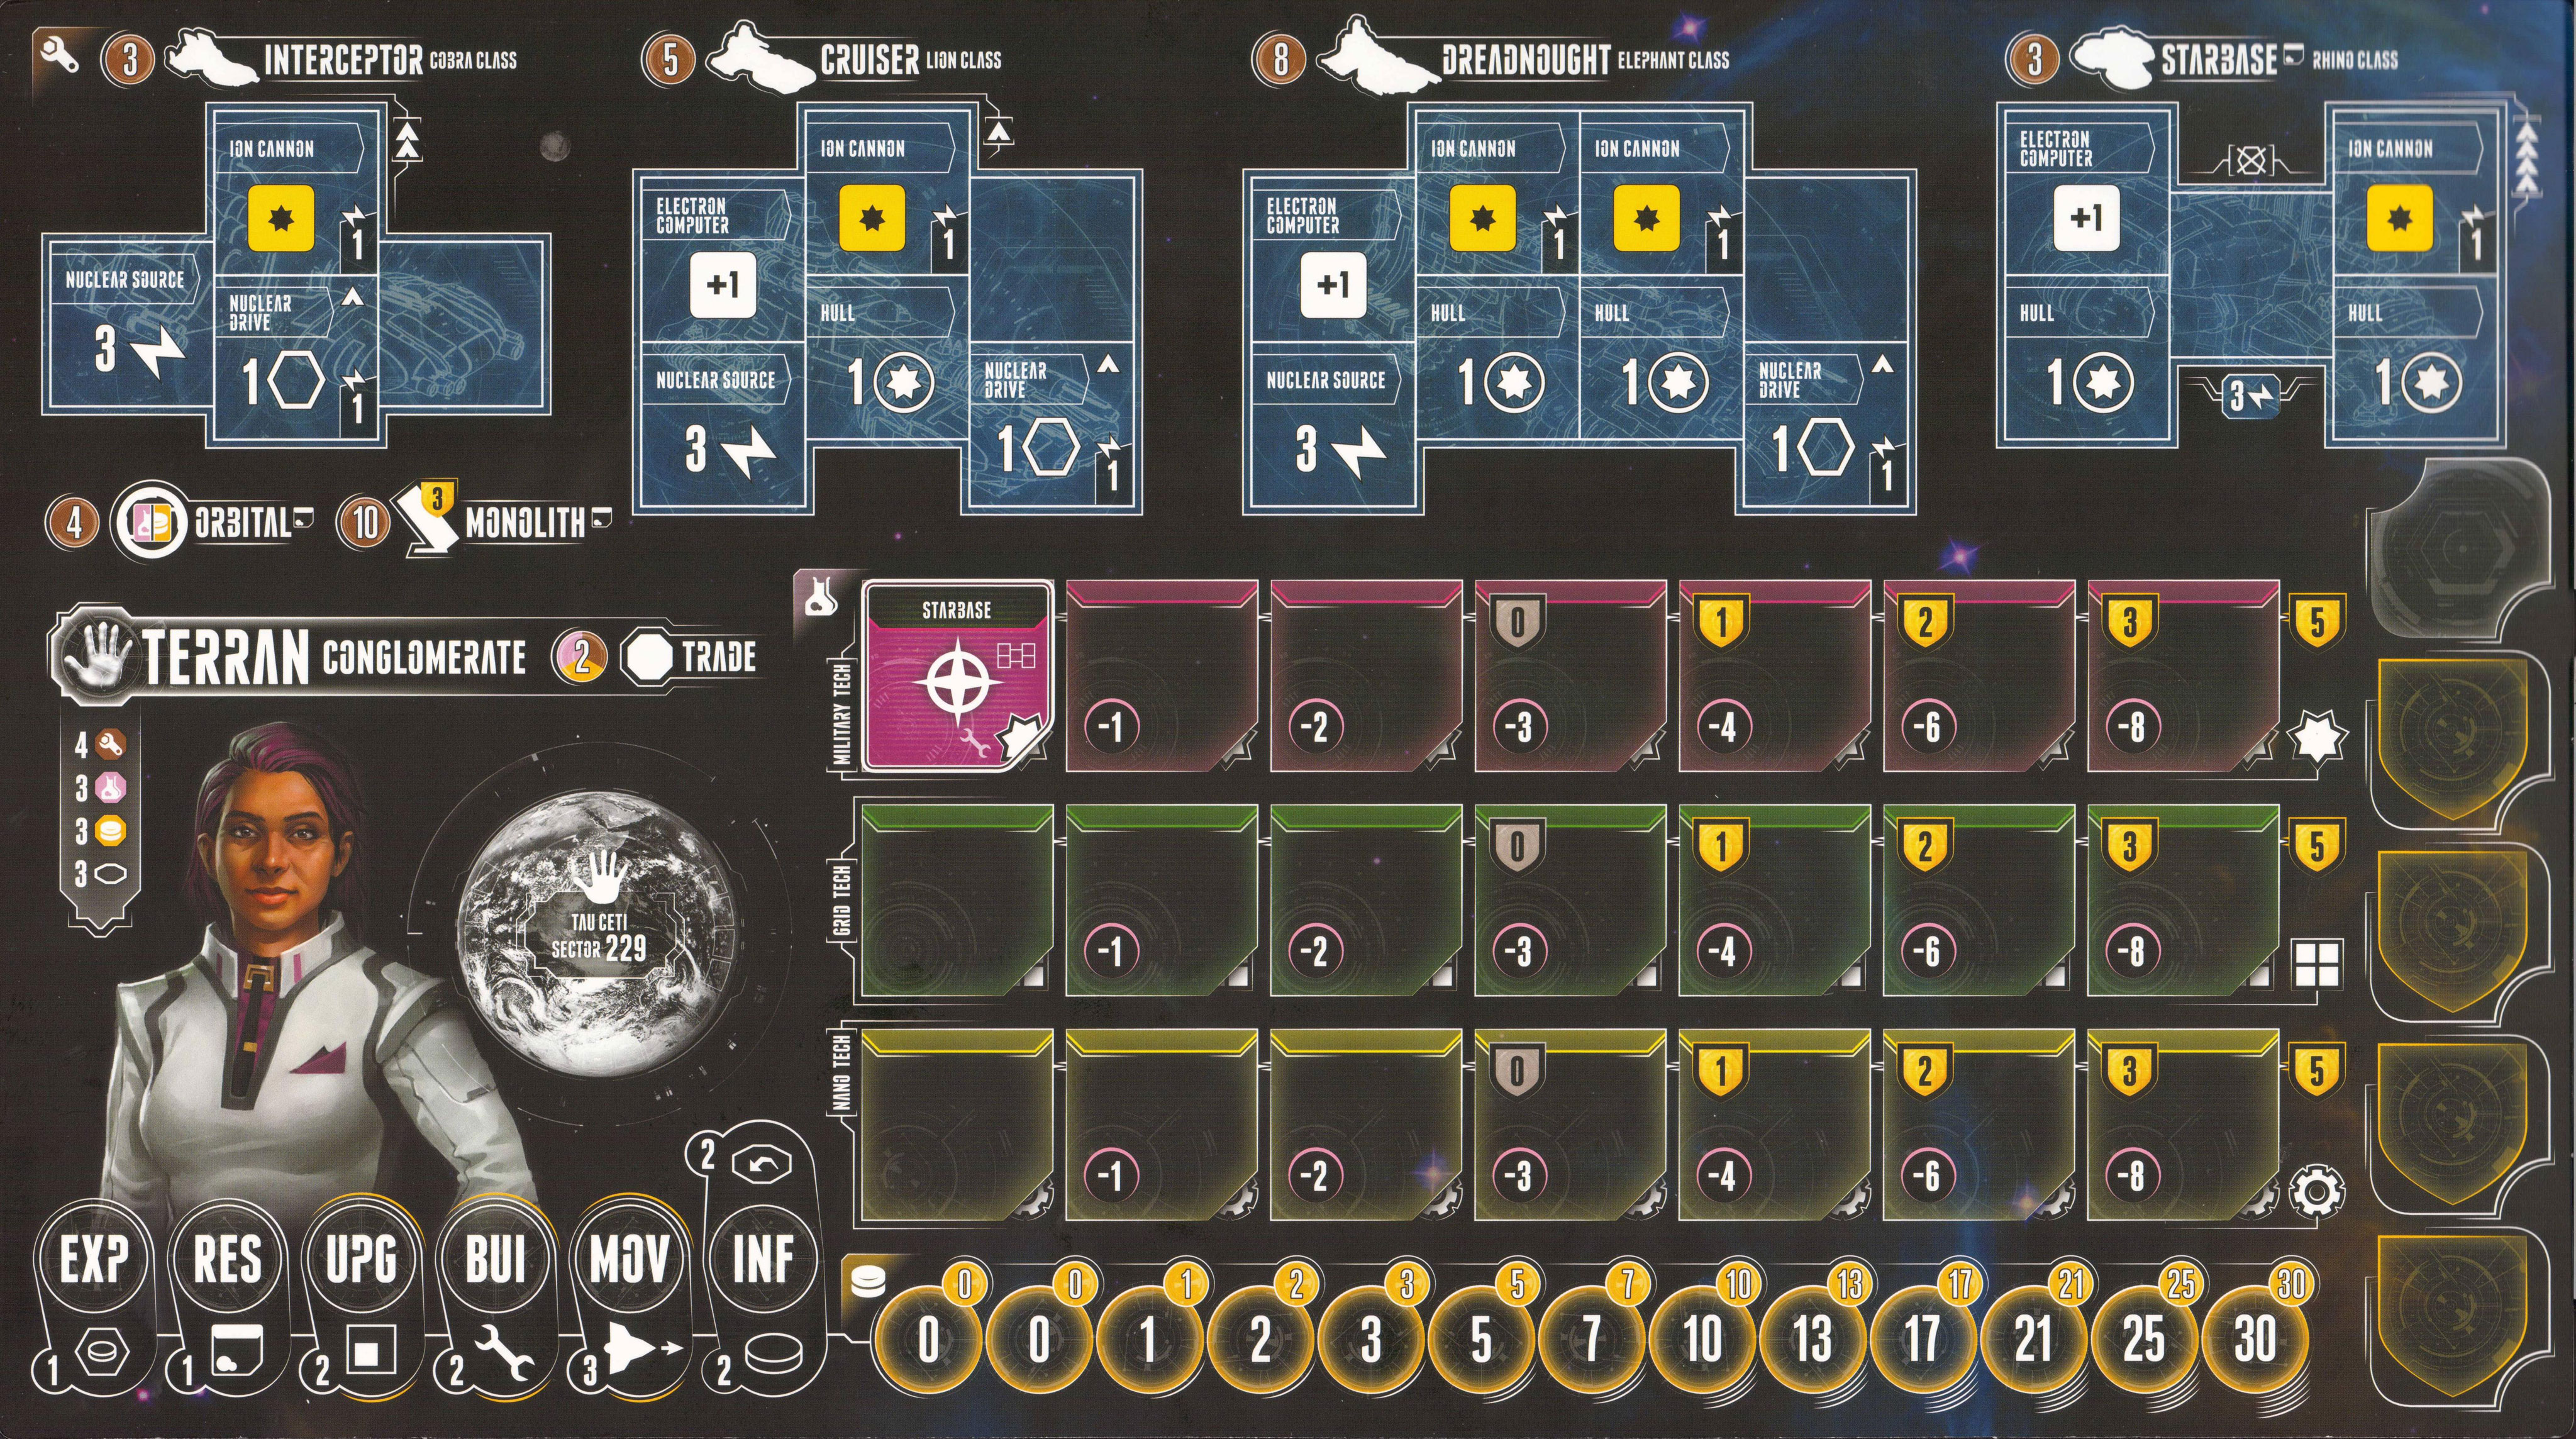 3 INTERCEPTOR COBRA CLASS
ION CANNON
1
NUCLEAR SOURCE
3
NUCLEAR
DRIVE
1
1
5 CRUISER LION CLASS
ELECTRON
COMPUTER
+1
ION CANNON
1
HULL
1
NUCLEAR SOURCE
3
NUCLEAR
DRIVE
1
1
8 DREADNOUGHT ELEPHANT CLASS
ELECTRON
COMPUTER
+1
ION CANNON
1
ION CANNON
1
HULL
1
HULL
1
NUCLEAR SOURCE
3
NUCLEAR
DRIVE
1
1
3 STARBASE RHINO CLASS
ELECTRON
COMPUTER
+1
ION CANNON
1
HULL
1
3
HULL
1
4 ORBITAL
10 3 MONOLITH
TERRAN CONGLOMERATE 2 TRADE
4
3
3
3
TAU CETI
SECTOR 229
MILITARY TECH
STARBASE
0 1 2 3 5
-1 -2 -3 -4 -6 -8
GRID TECH
0 1 2 3 5
-1 -2 -3 -4 -6 -8
NANO TECH
0 1 2 3 5
-1 -2 -3 -4 -6 -8
2
EXP RES UPG BUI MOV INF
1 1 2 2 3 2
0 0 1 2 3 5 7 10 13 17 21 25 30
0 0 1 2 3 5 7 10 13 17 21 25 30